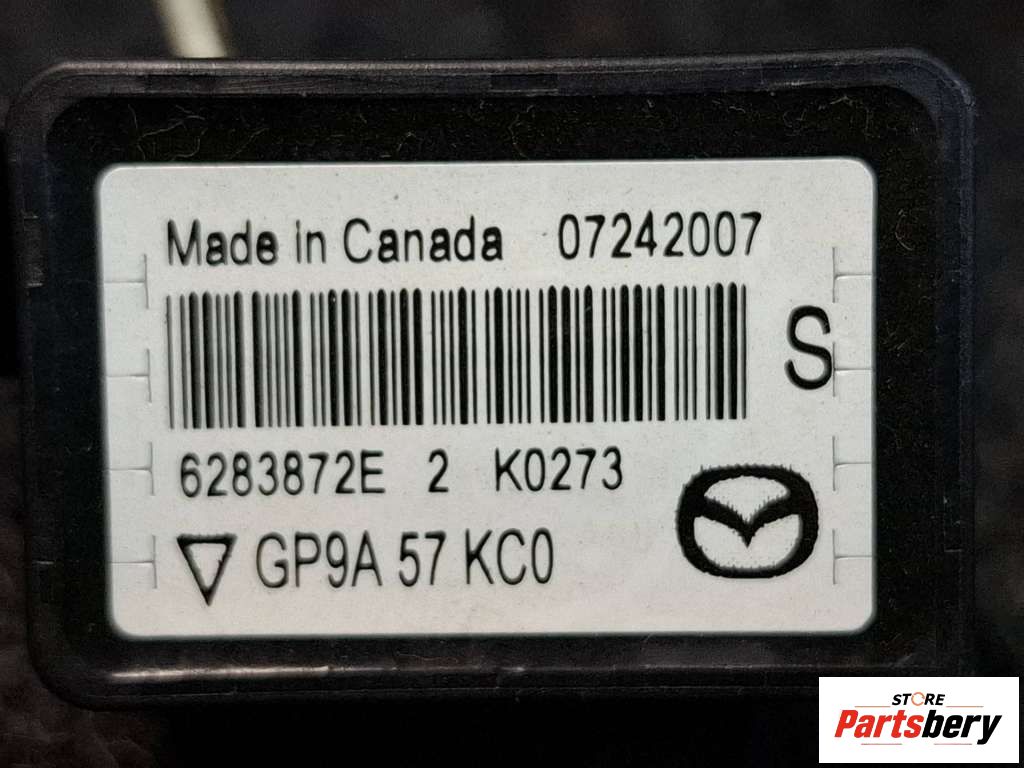 Made in Canada 07242007
S
6283872E 2 K0273
GP9A 57 KC0
STORE
Partsbery